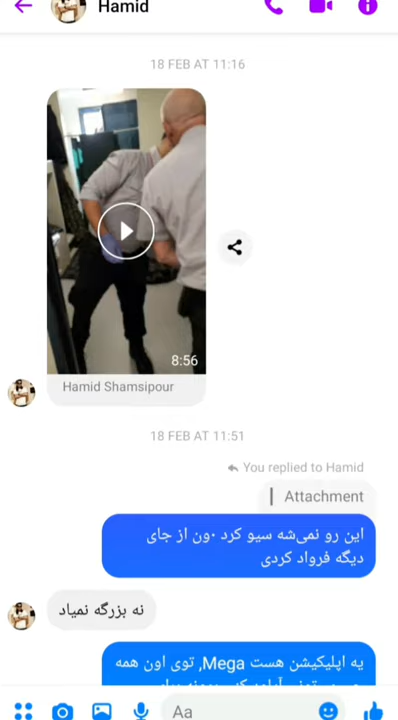 Hamid
18 FEB AT 11:16
8:56
Hamid Shamsipour
18 FEB AT 11:51
You replied to Hamid
Attachment
این رو نمی‌شه سیو کرد ۰ون از جای
دیگه فرواد کردی
نه بزرگه نمیاد
یه اپلیکیشن هست Mega, توی اون همه
Aa